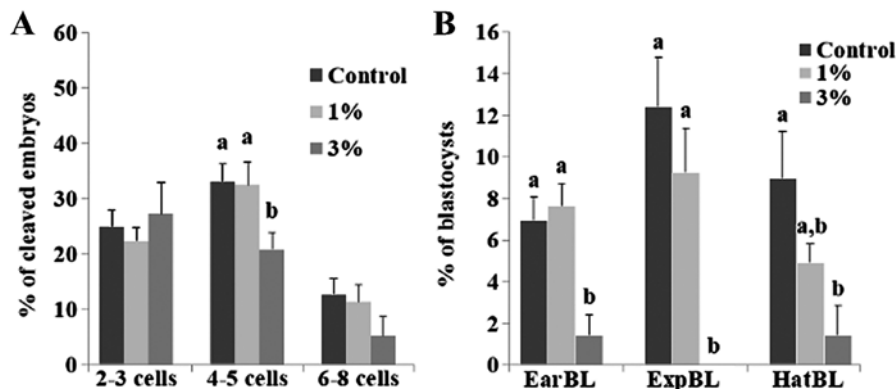 A
% of cleaved embryos
60
50
40
30
20
10
0
Control
1%
3%
a a
b
2-3 cells 4-5 cells 6-8 cells
B
% of blastocysts
16
14
12
10
8
6
4
2
0
Control
1%
3%
a a
b
a
a
b
a
a,b
b
EarBL ExpBL HatBL